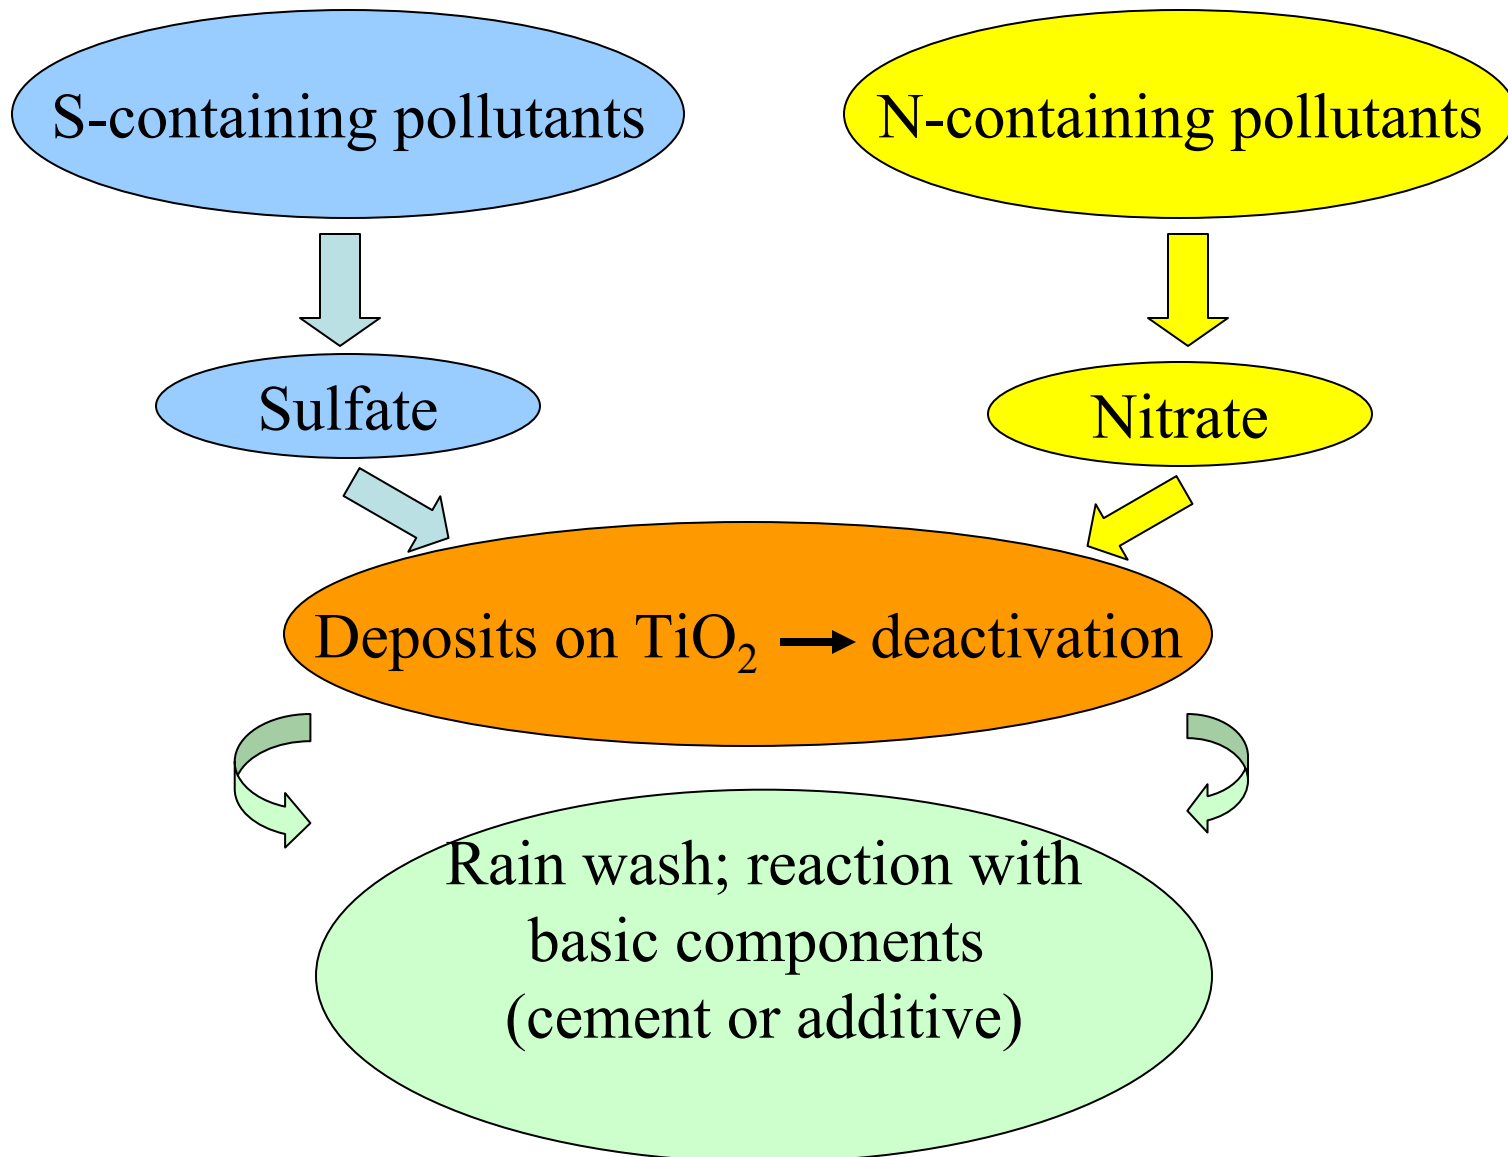 S-containing pollutants
N-containing pollutants
Sulfate
Nitrate
Deposits on TiO₂ → deactivation
Rain wash; reaction with
basic components
(cement or additive)